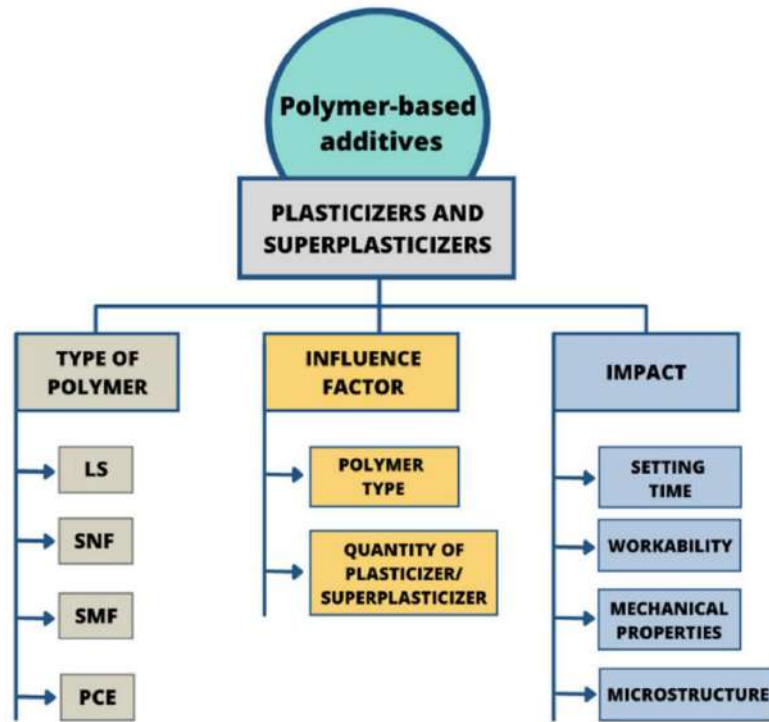 Polymer-based
additives
PLASTICIZERS AND
SUPERPLASTICIZERS
TYPE OF
POLYMER
LS
SNF
SMF
PCE
INFLUENCE
FACTOR
POLYMER
TYPE
QUANTITY OF
PLASTICIZER/
SUPERPLASTICIZER
IMPACT
SETTING
TIME
WORKABILITY
MECHANICAL
PROPERTIES
MICROSTRUCTURE